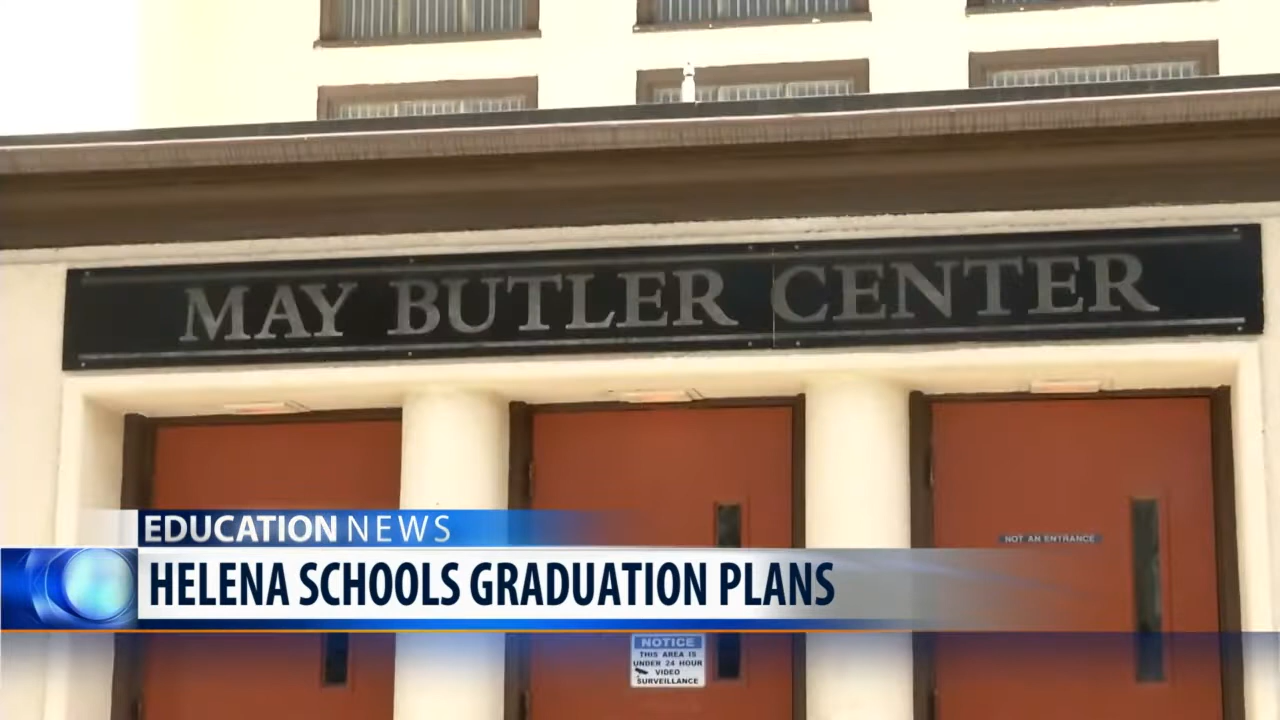 MAY BUTLER CENTER
NOT AN ENTRANCE
EDUCATION NEWS
HELENA SCHOOLS GRADUATION PLANS
NOTICE
THIS AREA IS
UNDER 24 HOUR
VIDEO
SURVEILLANCE